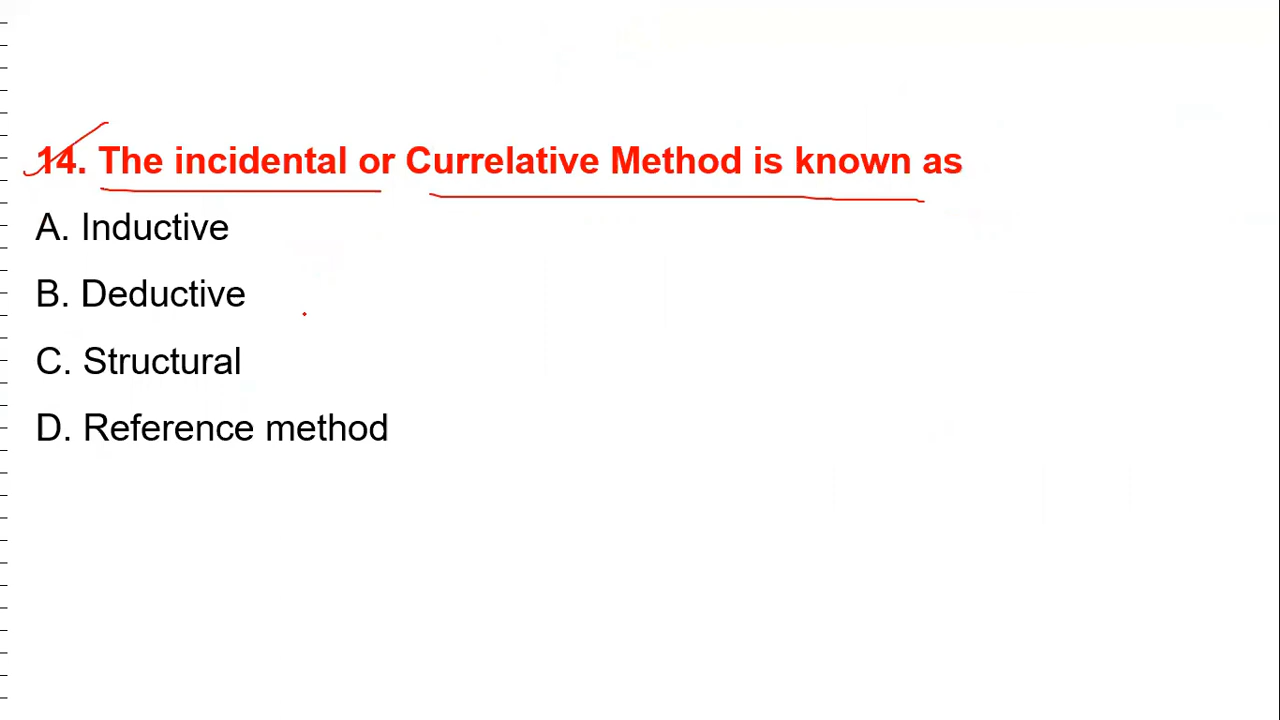 14. The incidental or Currelative Method is known as
A. Inductive
B. Deductive
C. Structural
D. Reference method